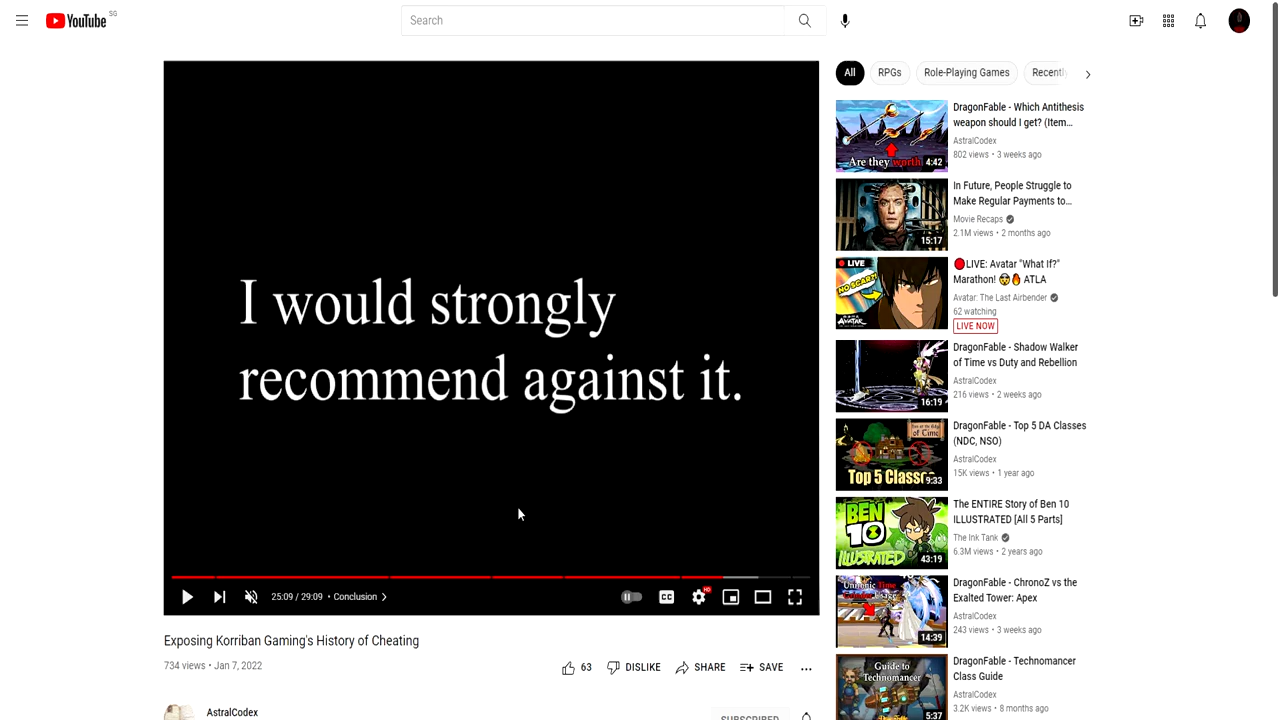 YouTube SG
Search
I would strongly
recommend against it.
25:09 / 29:09 • Conclusion
CC
HD
Exposing Korriban Gaming's History of Cheating
734 views • Jan 7, 2022
63
DISLIKE
SHARE
SAVE
AstralCodex
SUBSCRIBED
All
RPGs
Role-Playing Games
Recently
Are they worth
4:42
DragonFable - Which Antithesis
weapon should I get? (Item...
AstralCodex
802 views • 3 weeks ago
15:17
In Future, People Struggle to
Make Regular Payments to...
Movie Recaps
2.1M views • 2 months ago
LIVE
NO SCAR?!
AVATAR
🔴LIVE: Avatar "What If?"
Marathon! 🤯🔥 ATLA
Avatar: The Last Airbender
62 watching
LIVE NOW
16:19
DragonFable - Shadow Walker
of Time vs Duty and Rebellion
AstralCodex
216 views • 2 weeks ago
Top 5 Classes
9:33
DragonFable - Top 5 DA Classes
(NDC, NSO)
AstralCodex
15K views • 1 year ago
BEN
10
ILLUSTRATED
43:19
The ENTIRE Story of Ben 10
ILLUSTRATED [All 5 Parts]
The Ink Tank
6.3M views • 2 years ago
14:39
DragonFable - ChronoZ vs the
Exalted Tower: Apex
AstralCodex
243 views • 3 weeks ago
Guide to
Technomancer
5:37
DragonFable - Technomancer
Class Guide
AstralCodex
3.2K views • 8 months ago